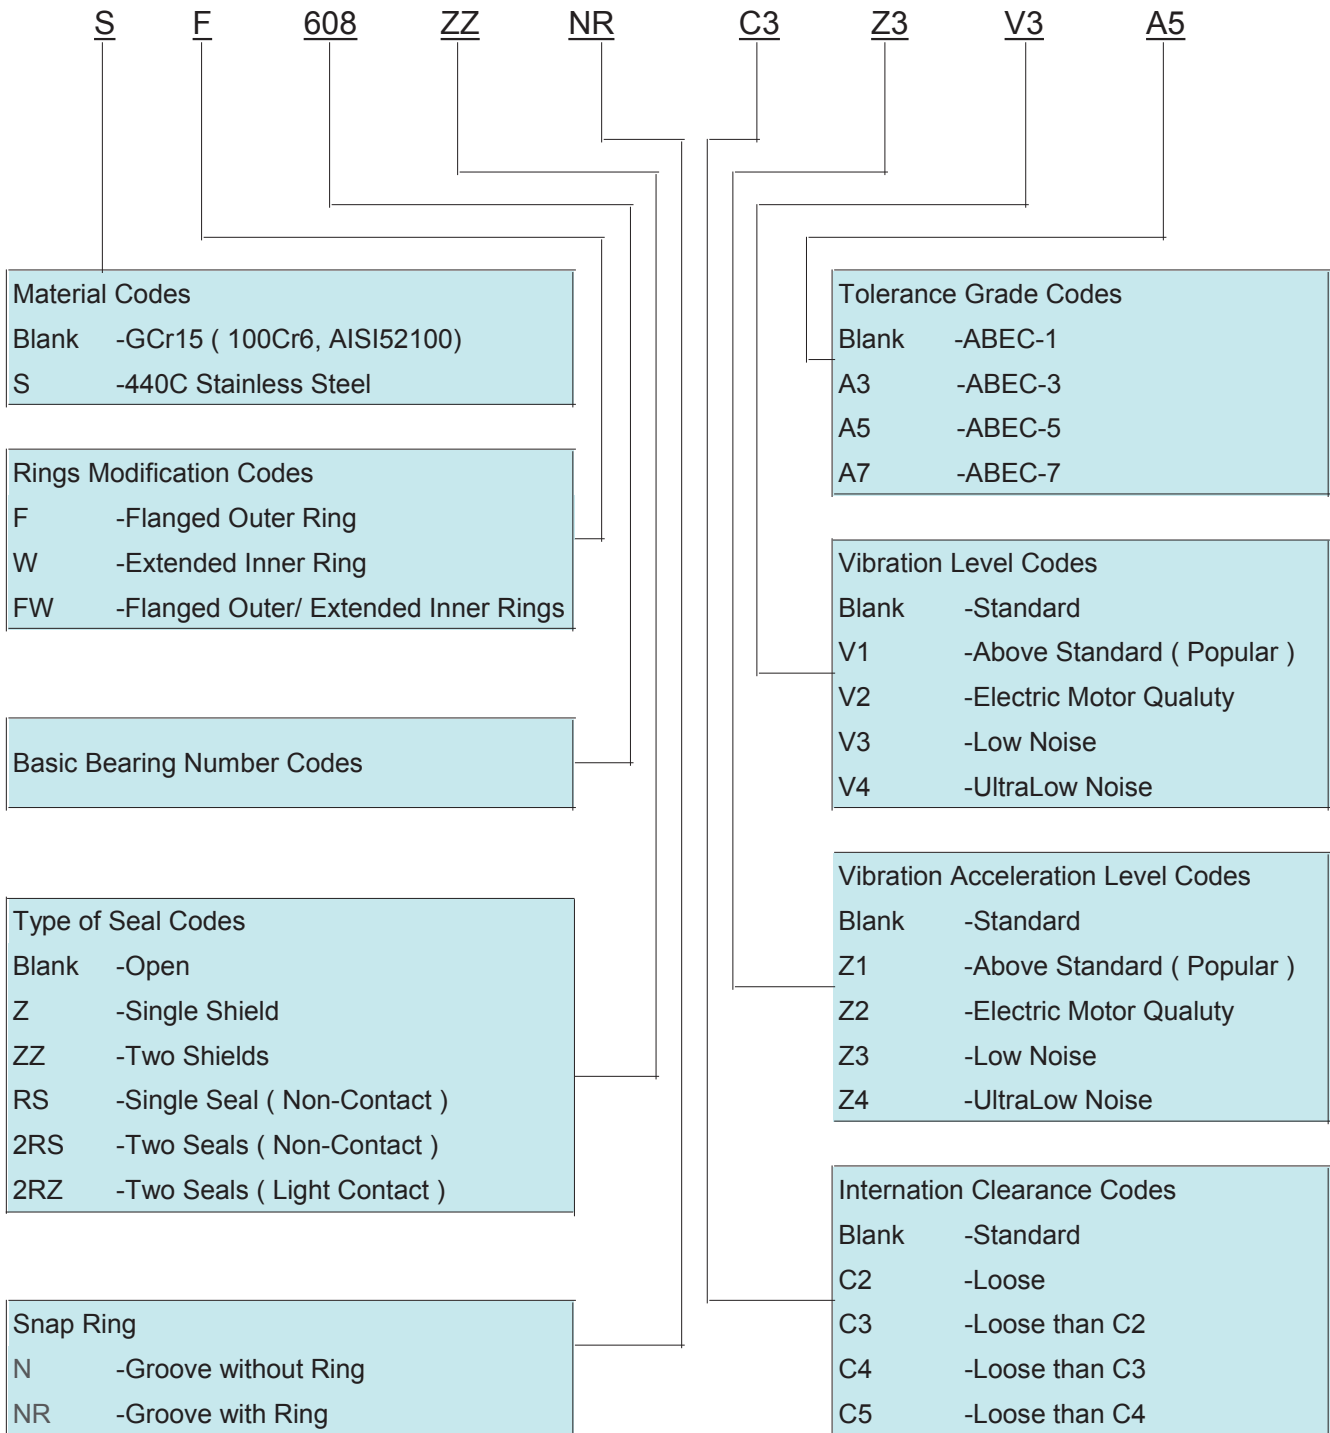 S F 608 ZZ NR C3 Z3 V3 A5
Material Codes
Blank -GCr15 ( 100Cr6, AISI52100)
S -440C Stainless Steel
Rings Modification Codes
F -Flanged Outer Ring
W -Extended Inner Ring
FW -Flanged Outer/ Extended Inner Rings
Basic Bearing Number Codes
Type of Seal Codes
Blank -Open
Z -Single Shield
ZZ -Two Shields
RS -Single Seal ( Non-Contact )
2RS -Two Seals ( Non-Contact )
2RZ -Two Seals ( Light Contact )
Snap Ring
N -Groove without Ring
NR -Groove with Ring
Tolerance Grade Codes
Blank -ABEC-1
A3 -ABEC-3
A5 -ABEC-5
A7 -ABEC-7
Vibration Level Codes
Blank -Standard
V1 -Above Standard ( Popular )
V2 -Electric Motor Qualuty
V3 -Low Noise
V4 -UltraLow Noise
Vibration Acceleration Level Codes
Blank -Standard
Z1 -Above Standard ( Popular )
Z2 -Electric Motor Qualuty
Z3 -Low Noise
Z4 -UltraLow Noise
Internation Clearance Codes
Blank -Standard
C2 -Loose
C3 -Loose than C2
C4 -Loose than C3
C5 -Loose than C4